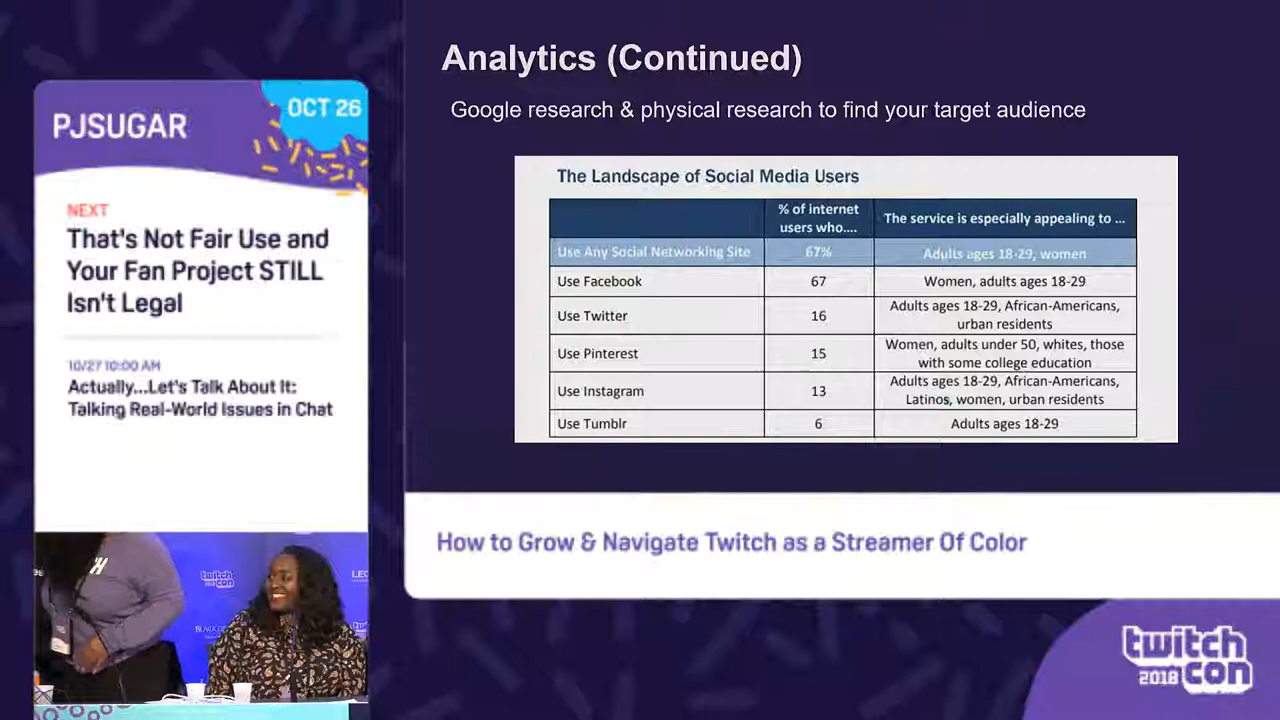 PJSUGAR
OCT 26
NEXT
That's Not Fair Use and
Your Fan Project STILL
Isn't Legal
10/27 10:00 AM
Actually...Let's Talk About It:
Talking Real-World Issues in Chat
Analytics (Continued)
Google research & physical research to find your target audience
The Landscape of Social Media Users
% of internet
users who....
The service is especially appealing to ...
Use Any Social Networking Site
67%
Adults ages 18-29, women
Use Facebook
67
Women, adults ages 18-29
Use Twitter
16
Adults ages 18-29, African-Americans,
urban residents
Use Pinterest
15
Women, adults under 50, whites, those
with some college education
Use Instagram
13
Adults ages 18-29, African-Americans,
Latinos, women, urban residents
Use Tumblr
6
Adults ages 18-29
How to Grow & Navigate Twitch as a Streamer Of Color
twitch
con
2018
twitch
con